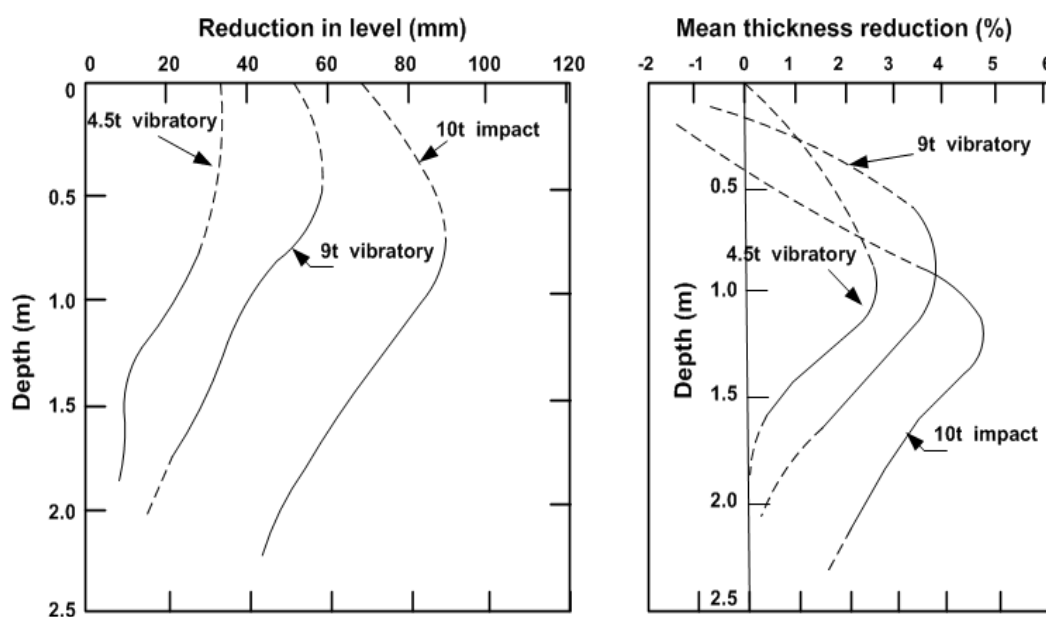 Reduction in level (mm)
0 20 40 60 80 100 120
0
4.5t vibratory
10t impact
0.5
9t vibratory
1.0
Depth (m)
1.5
2.0
2.5
Mean thickness reduction (%)
-2 -1 0 1 2 3 4 5 6
9t vibratory
0.5
4.5t vibratory
1.0
Depth (m)
1.5
10t impact
2.0
2.5